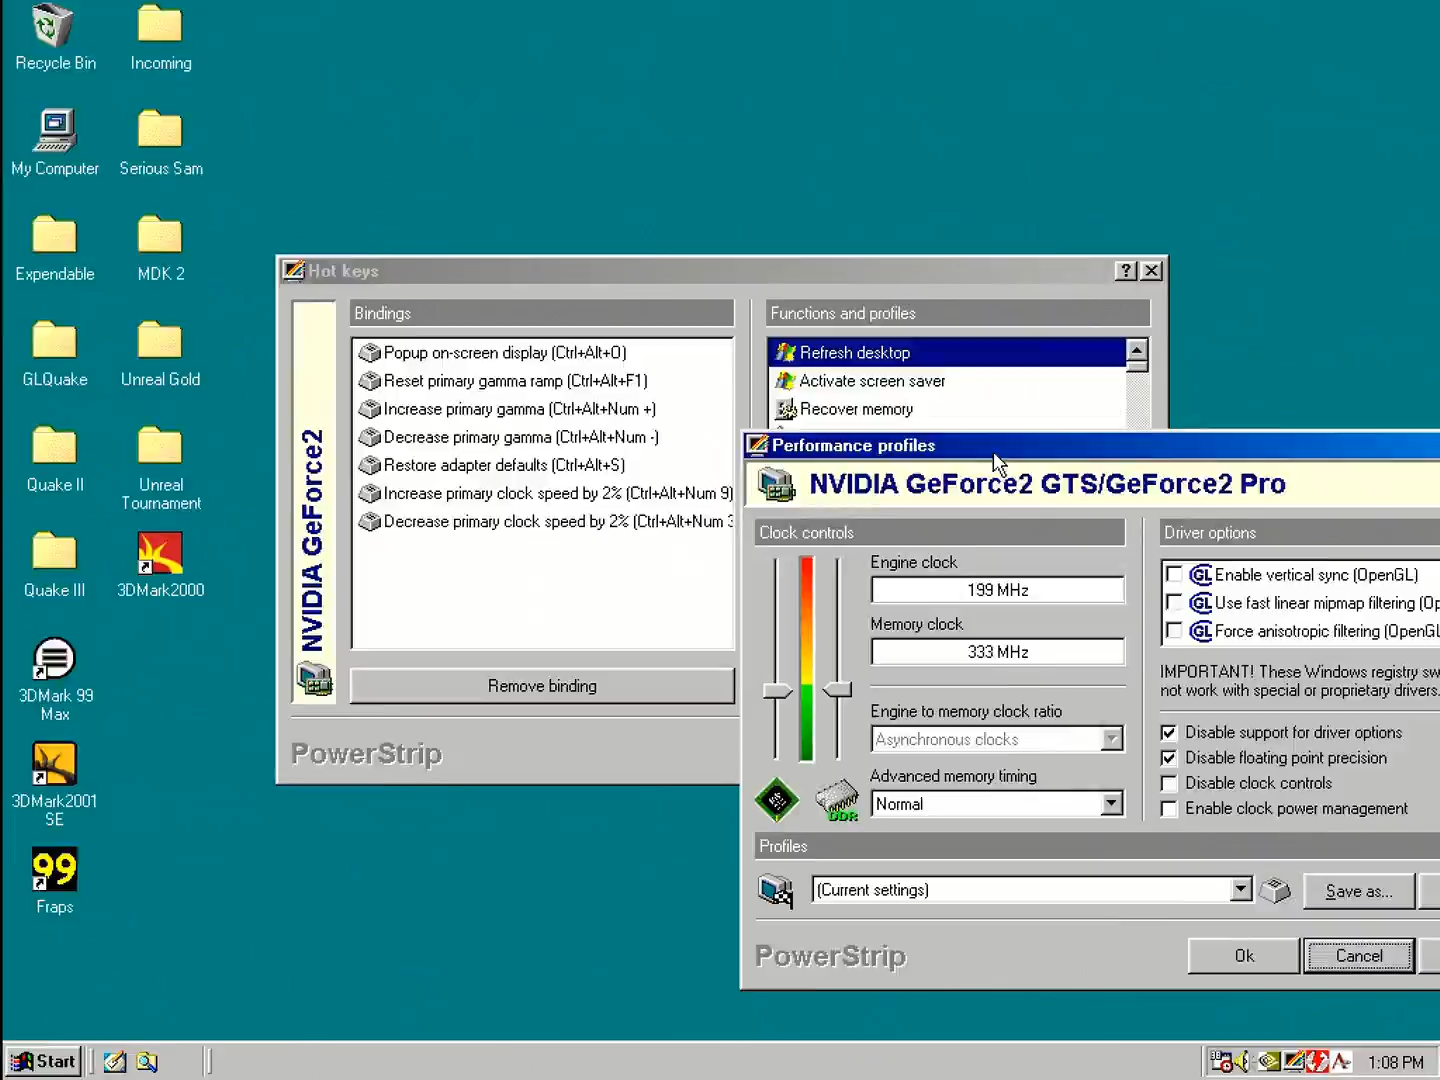 Recycle Bin
Incoming
My Computer
Serious Sam
Expendable
MDK 2
GLQuake
Unreal Gold
Quake II
Unreal
Tournament
Quake III
3DMark2000
3DMark 99
Max
3DMark2001
SE
99
Fraps
Hot keys
NVIDIA GeForce2
Bindings
Popup on-screen display (Ctrl+Alt+O)
Reset primary gamma ramp (Ctrl+Alt+F1)
Increase primary gamma (Ctrl+Alt+Num +)
Decrease primary gamma (Ctrl+Alt+Num -)
Restore adapter defaults (Ctrl+Alt+S)
Increase primary clock speed by 2% (Ctrl+Alt+Num 9)
Decrease primary clock speed by 2% (Ctrl+Alt+Num 3
Remove binding
PowerStrip
Functions and profiles
Refresh desktop
Activate screen saver
Recover memory
Performance profiles
NVIDIA GeForce2 GTS/GeForce2 Pro
Clock controls
Engine clock
199 MHz
Memory clock
333 MHz
Engine to memory clock ratio
Asynchronous clocks
Advanced memory timing
Normal
DDR
Driver options
GL Enable vertical sync (OpenGL)
GL Use fast linear mipmap filtering (Op
GL Force anisotropic filtering (OpenGL
IMPORTANT! These Windows registry sw
not work with special or proprietary drivers.
Disable support for driver options
Disable floating point precision
Disable clock controls
Enable clock power management
Profiles
(Current settings)
Save as...
PowerStrip
Ok
Cancel
Start
1:08 PM